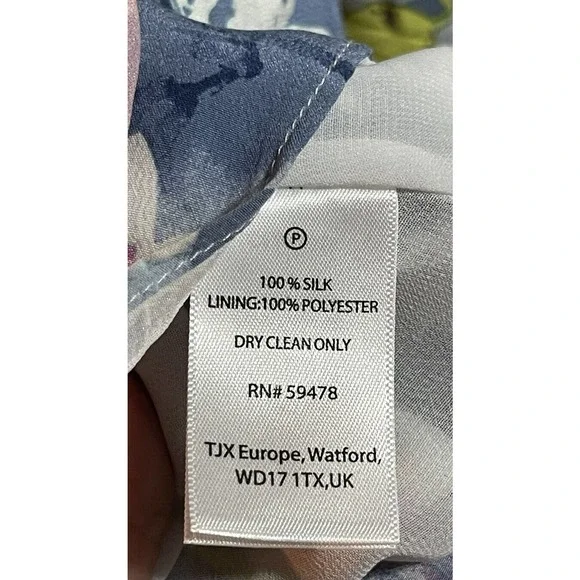 P
100 % SILK
LINING:100% POLYESTER
DRY CLEAN ONLY
RN# 59478
TJX Europe, Watford,
WD17 1TX,UK